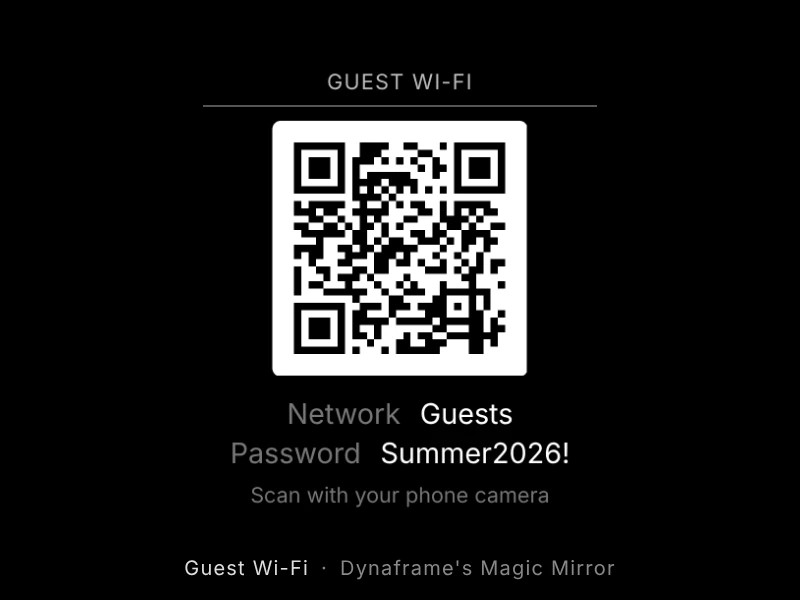 GUEST WI-FI
Network Guests
Password Summer2026!
Scan with your phone camera
Guest Wi-Fi · Dynaframe's Magic Mirror